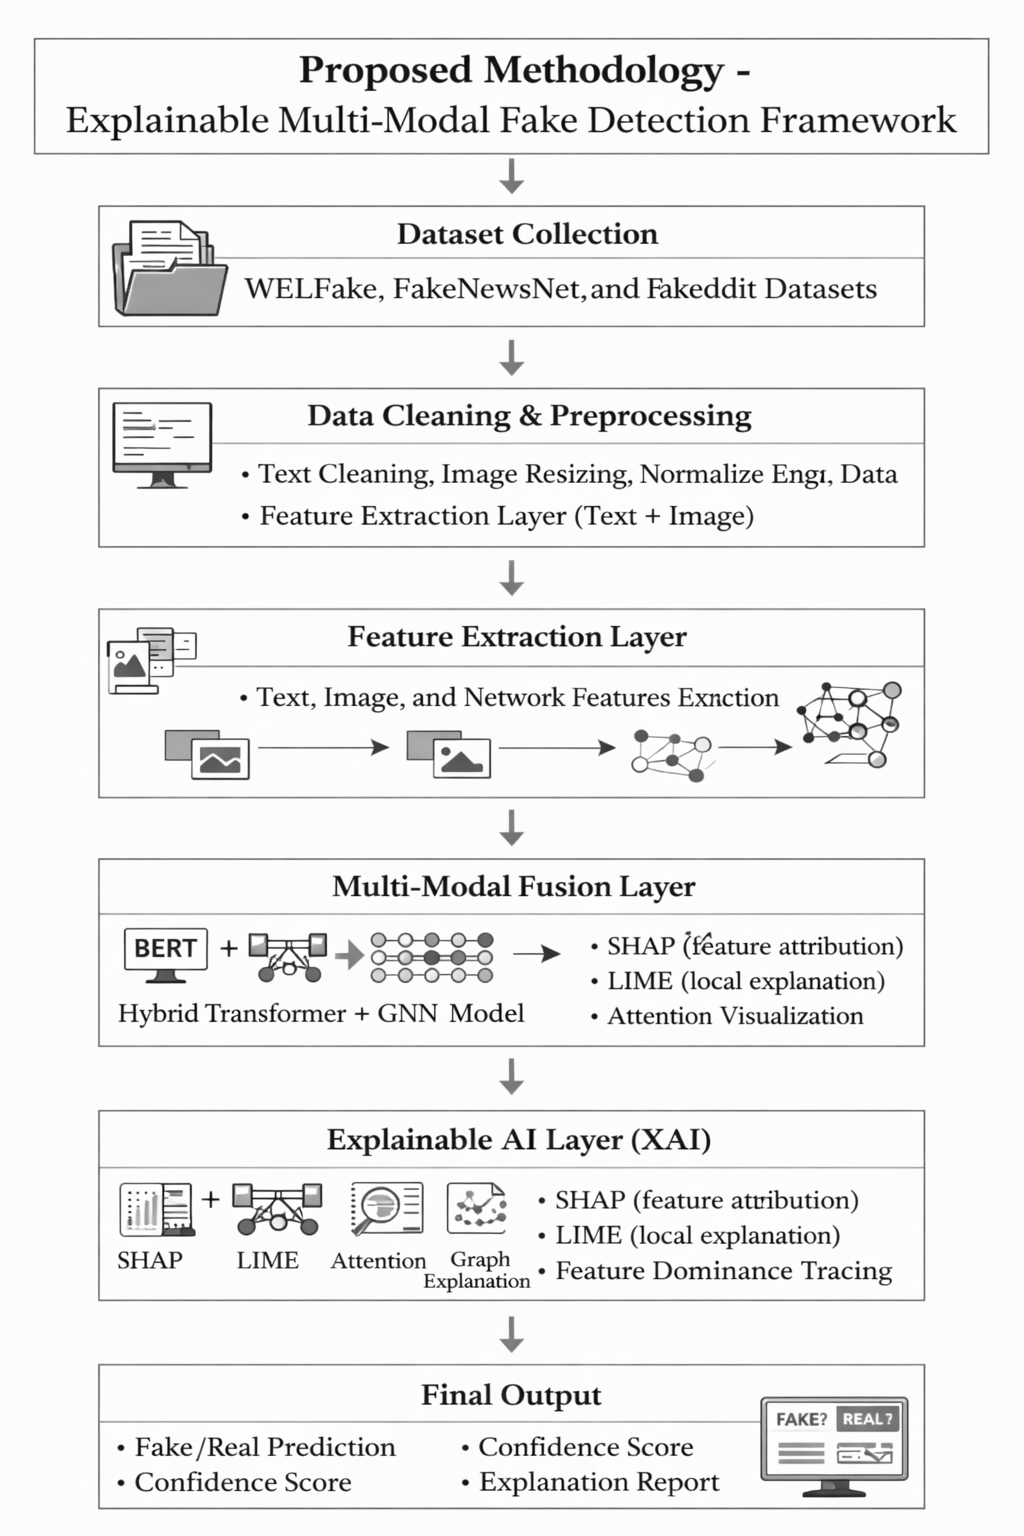 Proposed Methodology -
Explainable Multi-Modal Fake Detection Framework
Dataset Collection
WELFake, FakeNewsNet, and Fakeddit Datasets
Data Cleaning & Preprocessing
• Text Cleaning, Image Resizing, Normalize Data
• Feature Extraction Layer (Text + Image)
Feature Extraction Layer
• Text, Image, and Network Features
Multi-Modal Fusion Layer
BERT +
Hybrid Transformer + GNN Model
• SHAP (feature attribution)
• LIME (local explanation)
• Attention Visualization
Explainable AI Layer (XAI)
+
SHAP
LIME
Attention
Graph
Explanation
• SHAP (feature attribution)
• LIME (local explanation)
• Feature Dominance Tracing
Final Output
• Fake/Real Prediction
• Confidence Score
• Confidence Score
• Explanation Report
FAKE? REAL?